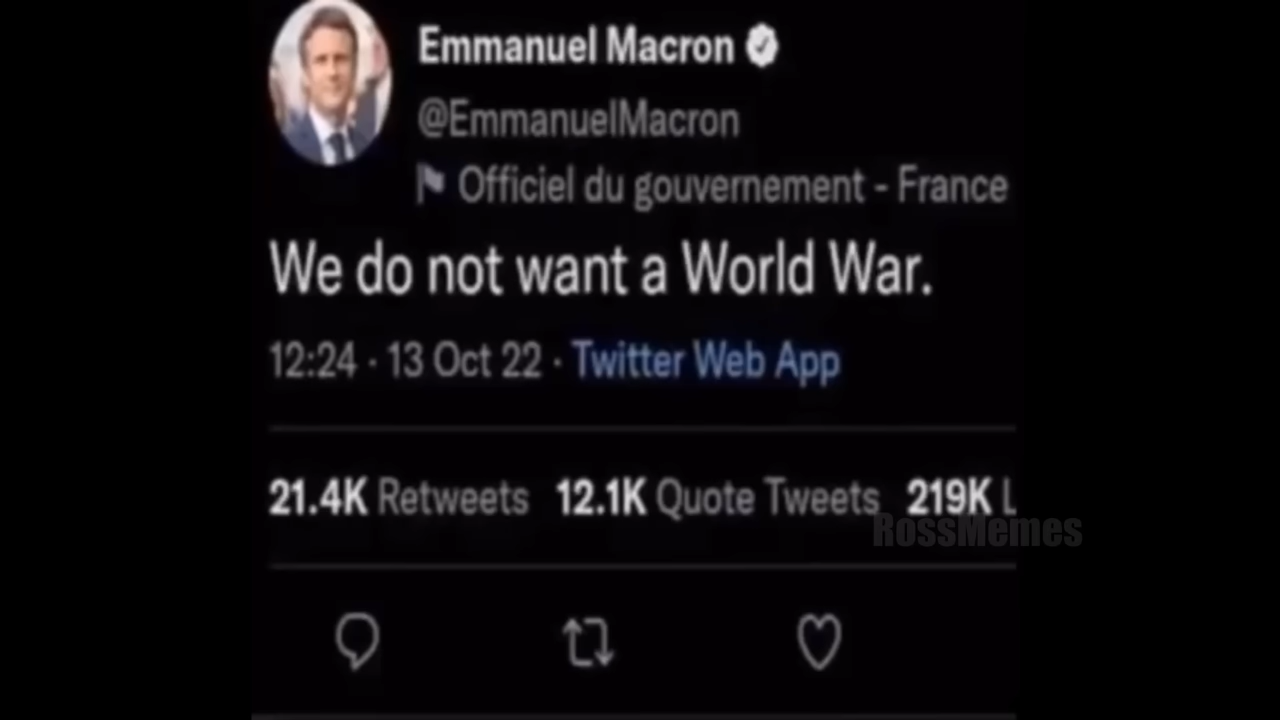 Emmanuel Macron
@EmmanuelMacron
Officiel du gouvernement - France
We do not want a World War.
12:24 · 13 Oct 22 · Twitter Web App
21.4K Retweets 12.1K Quote Tweets 219K L
RossMemes